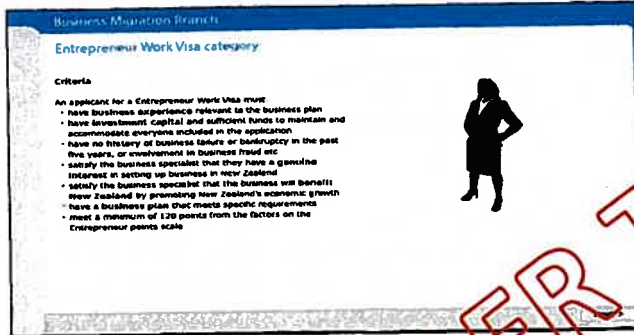 Business Migration Branch
Entrepreneur Work Visa category
Criteria
An applicant for a Entrepreneur Work Visa must
• have business experience relevant to the business plan
• have investment capital and sufficient funds to maintain and
accommodate everyone included in the application
• have no history of business failure or bankruptcy in the past
five years, or involvement in business fraud etc
• satisfy the business specialist that they have a genuine
interest in setting up business in New Zealand
• satisfy the business specialist that the business will benefit
New Zealand by promoting New Zealand's economic growth
• have a business plan that meets specific requirements
• meet a minimum of 120 points from the factors on the
Entrepreneur points scale
ER T